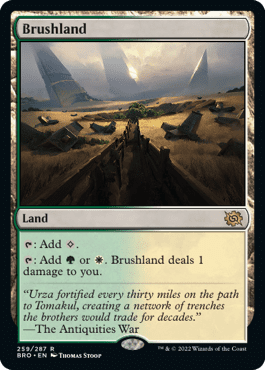 Brushland
Land
: Add .
: Add or . Brushland deals 1
damage to you.
“Urza fortified every thirty miles on the path
to Tomakul, creating a network of trenches
the brothers would trade for decades.”
—The Antiquities War
259/287 R
BRO • EN THOMAS STOOP
™ & © 2022 Wizards of the Coast